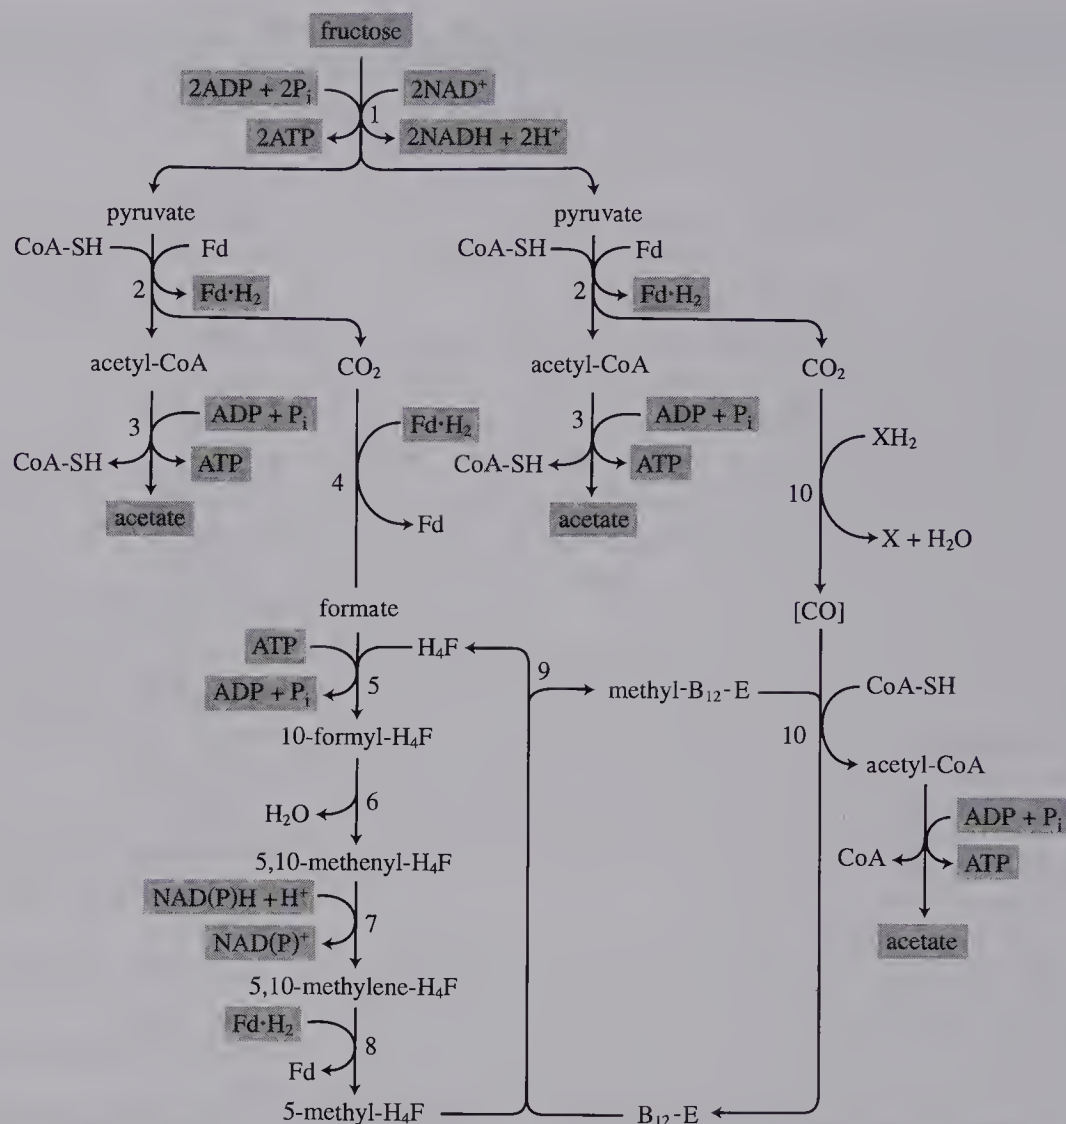 fructose
2ADP + 2Pᵢ 2NAD⁺
1
2ATP 2NADH + 2H⁺
pyruvate pyruvate
CoA-SH Fd CoA-SH Fd
2 Fd·H₂ 2 Fd·H₂
acetyl-CoA CO₂ acetyl-CoA CO₂
3 ADP + Pᵢ Fd·H₂ 3 ADP + Pᵢ XH₂
CoA-SH ATP 4 CoA-SH ATP 10
acetate Fd acetate X + H₂O
formate [CO]
ATP H₄F
9 methyl-B₁₂-E CoA-SH
ADP + Pᵢ 5 10
10-formyl-H₄F acetyl-CoA
H₂O 6 ADP + Pᵢ
5,10-methenyl-H₄F CoA ATP
NAD(P)H + H⁺
7
NAD(P)⁺ acetate
5,10-methylene-H₄F
Fd·H₂
8
Fd
5-methyl-H₄F B₁₂-E